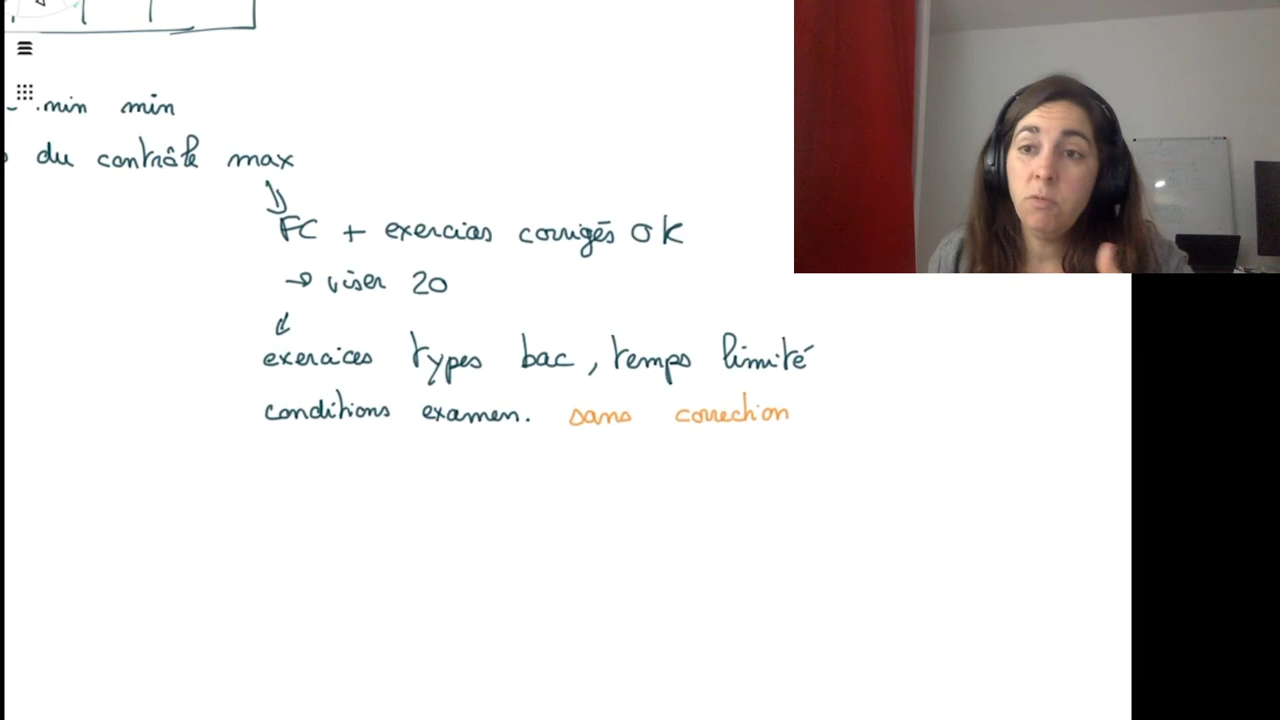 min min
du contrôle max
FC + exercices corrigés OK
→ viser 20
exercices types bac, temps limité
conditions examen. sans correction